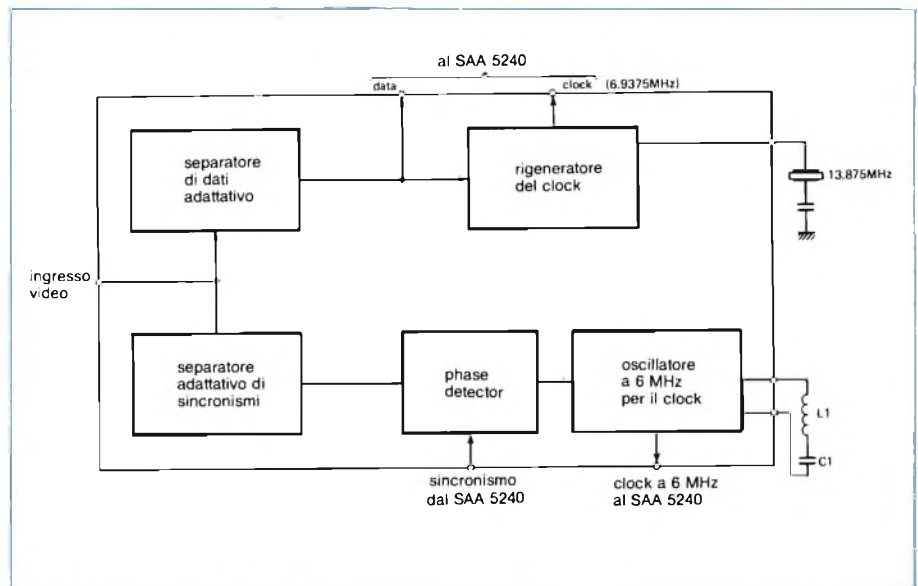 al SAA 5240
data clock (6.9375MHz)
separatore
di dati
adattativo
rigeneratore
del clock
13.875MHz
ingresso
video
separatore
adattativo di
sincronismi
phase
detector
oscillatore
a 6 MHz
per il clock
L1
C1
sincronismo
dal SAA 5240
clock a 6 MHz
al SAA 5240